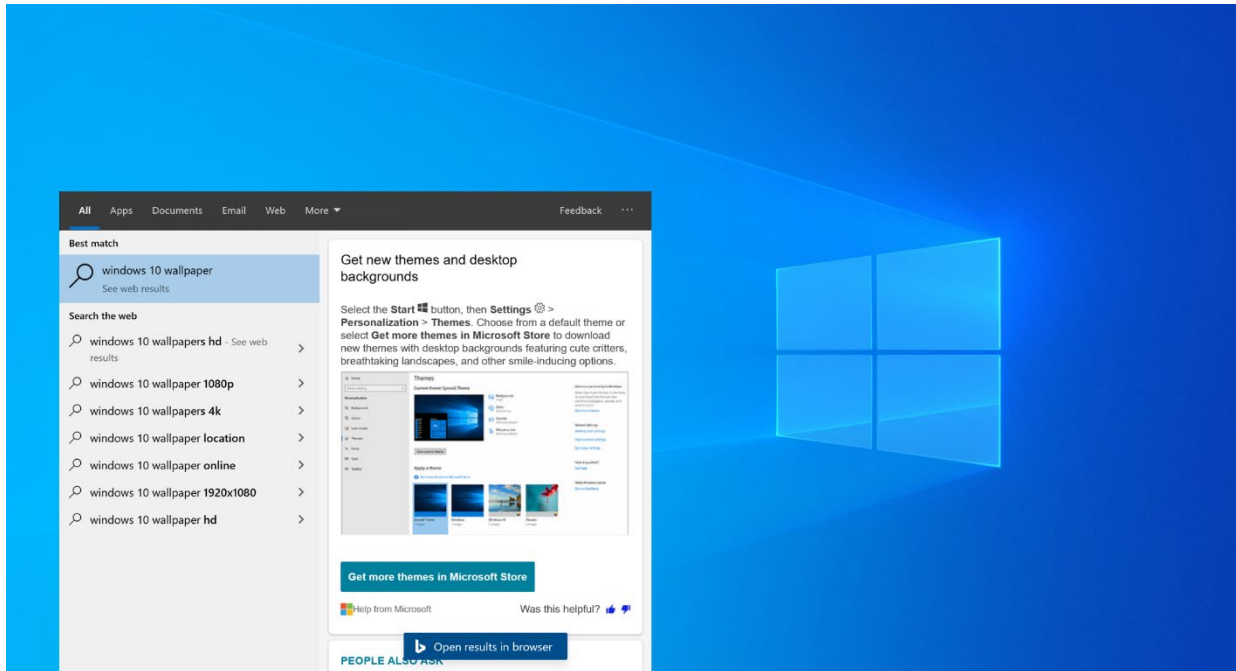 All Apps Documents Email Web More Feedback ...
Best match
windows 10 wallpaper
See web results
Search the web
windows 10 wallpapers hd - See web
results
windows 10 wallpaper 1080p
windows 10 wallpapers 4k
windows 10 wallpaper location
windows 10 wallpaper online
windows 10 wallpaper 1920x1080
windows 10 wallpaper hd
Get new themes and desktop
backgrounds
Select the Start button, then Settings >
Personalization > Themes. Choose from a default theme or
select Get more themes in Microsoft Store to download
new themes with desktop backgrounds featuring cute critters,
breathtaking landscapes, and other smile-inducing options.
Themes
Current theme: Synced Theme
Apply a theme
Get more themes in Microsoft Store
Help from Microsoft
Was this helpful?
Open results in browser
PEOPLE ALSO ASK